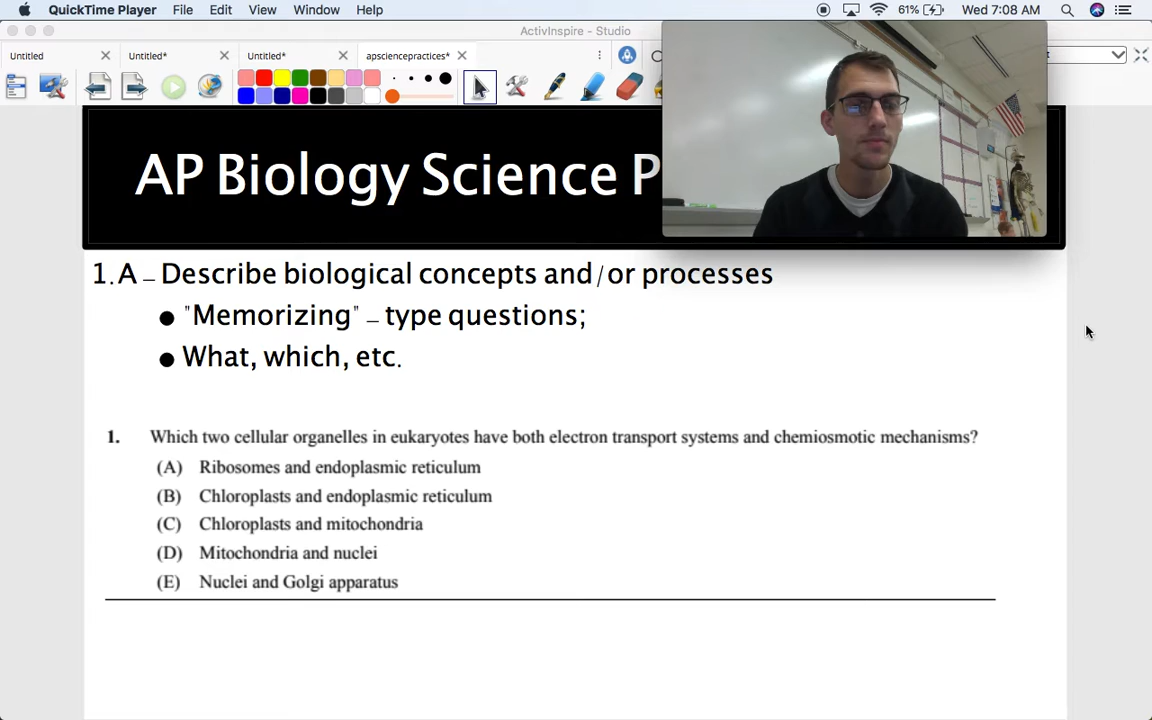 QuickTime Player File Edit View Window Help 61% Wed 7:08 AM
ActivInspire - Studio
Untitled Untitled* Untitled* apsciencepractices*
AP Biology Science P
1.A – Describe biological concepts and/or processes
● "Memorizing" – type questions;
● What, which, etc.
1. Which two cellular organelles in eukaryotes have both electron transport systems and chemiosmotic mechanisms?
(A) Ribosomes and endoplasmic reticulum
(B) Chloroplasts and endoplasmic reticulum
(C) Chloroplasts and mitochondria
(D) Mitochondria and nuclei
(E) Nuclei and Golgi apparatus